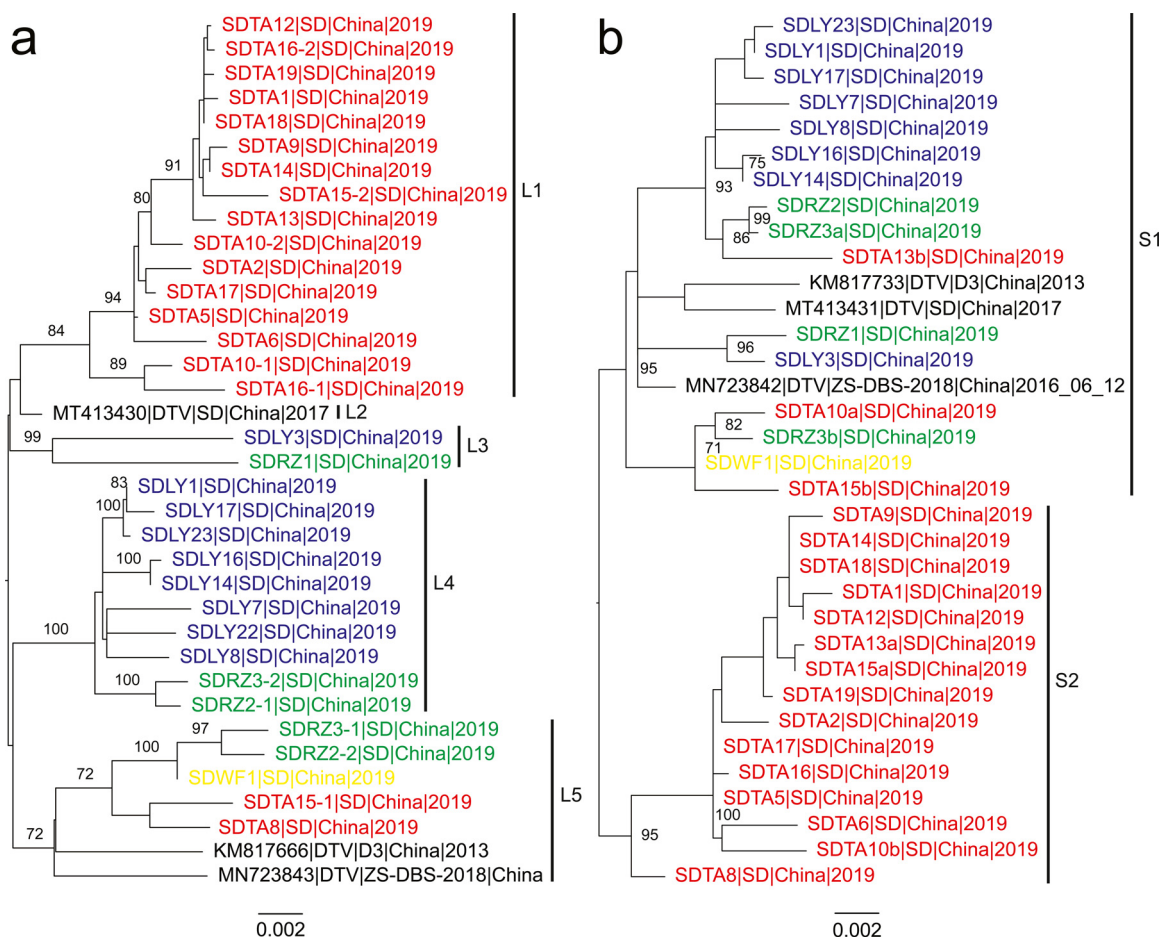 a
SDTA12|SD|China|2019
SDTA16-2|SD|China|2019
SDTA19|SD|China|2019
SDTA1|SD|China|2019
SDTA18|SD|China|2019
SDTA9|SD|China|2019
91
SDTA14|SD|China|2019
SDTA15-2|SD|China|2019
L1
80
SDTA13|SD|China|2019
SDTA10-2|SD|China|2019
SDTA2|SD|China|2019
SDTA17|SD|China|2019
94
SDTA5|SD|China|2019
84
SDTA6|SD|China|2019
89
SDTA10-1|SD|China|2019
SDTA16-1|SD|China|2019
MT413430|DTV|SD|China|2017
L2
99
SDLY3|SD|China|2019
L3
SDRZ1|SD|China|2019
83
SDLY1|SD|China|2019
100
SDLY17|SD|China|2019
SDLY23|SD|China|2019
100
SDLY16|SD|China|2019
SDLY14|SD|China|2019
L4
SDLY7|SD|China|2019
100
SDLY22|SD|China|2019
SDLY8|SD|China|2019
100
SDRZ3-2|SD|China|2019
SDRZ2-1|SD|China|2019
97
SDRZ3-1|SD|China|2019
100
SDRZ2-2|SD|China|2019
72
SDWF1|SD|China|2019
L5
SDTA15-1|SD|China|2019
SDTA8|SD|China|2019
72
KM817666|DTV|D3|China|2013
MN723843|DTV|ZS-DBS-2018|China
0.002
b
SDLY23|SD|China|2019
SDLY1|SD|China|2019
SDLY17|SD|China|2019
SDLY7|SD|China|2019
SDLY8|SD|China|2019
75
SDLY16|SD|China|2019
93
SDLY14|SD|China|2019
SDRZ2|SD|China|2019
99
SDRZ3a|SD|China|2019
86
S1
SDTA13b|SD|China|2019
KM817733|DTV|D3|China|2013
MT413431|DTV|SD|China|2017
SDRZ1|SD|China|2019
96
SDLY3|SD|China|2019
95
MN723842|DTV|ZS-DBS-2018|China|2016_06_12
SDTA10a|SD|China|2019
82
SDRZ3b|SD|China|2019
71
SDWF1|SD|China|2019
SDTA15b|SD|China|2019
SDTA9|SD|China|2019
SDTA14|SD|China|2019
SDTA18|SD|China|2019
SDTA1|SD|China|2019
SDTA12|SD|China|2019
SDTA13a|SD|China|2019
SDTA15a|SD|China|2019
S2
SDTA19|SD|China|2019
SDTA2|SD|China|2019
SDTA17|SD|China|2019
SDTA16|SD|China|2019
SDTA5|SD|China|2019
100
SDTA6|SD|China|2019
95
SDTA10b|SD|China|2019
SDTA8|SD|China|2019
0.002